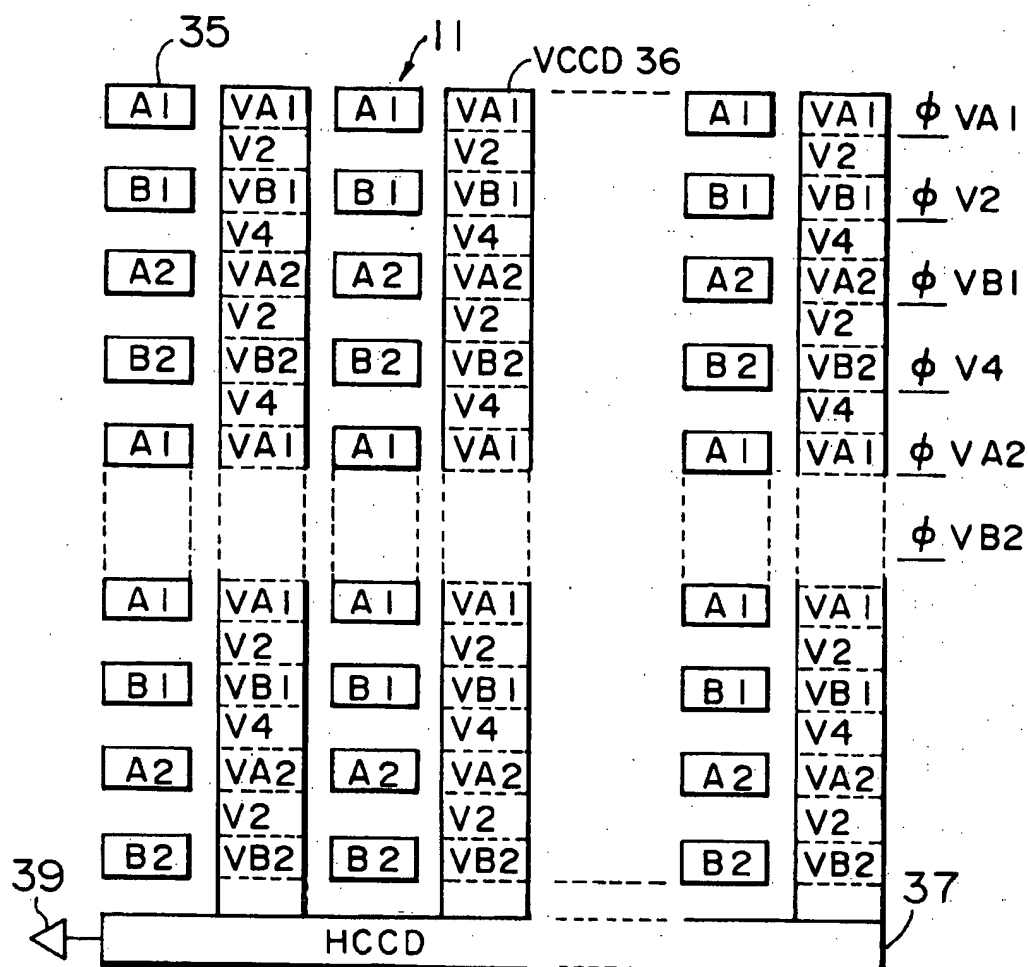 35 11 VCCD 36
A1 VA1 A1 VA1 A1 VA1 ϕ VA1
V2 V2 V2
B1 VB1 B1 VB1 B1 VB1 ϕ V2
V4 V4 V4
A2 VA2 A2 VA2 A2 VA2 ϕ VB1
V2 V2 V2
B2 VB2 B2 VB2 B2 VB2 ϕ V4
V4 V4 V4
A1 VA1 A1 VA1 A1 VA1 ϕ VA2
ϕ VB2
A1 VA1 A1 VA1 A1 VA1
V2 V2 V2
B1 VB1 B1 VB1 B1 VB1
V4 V4 V4
A2 VA2 A2 VA2 A2 VA2
V2 V2 V2
B2 VB2 B2 VB2 B2 VB2
39 37
HCCD